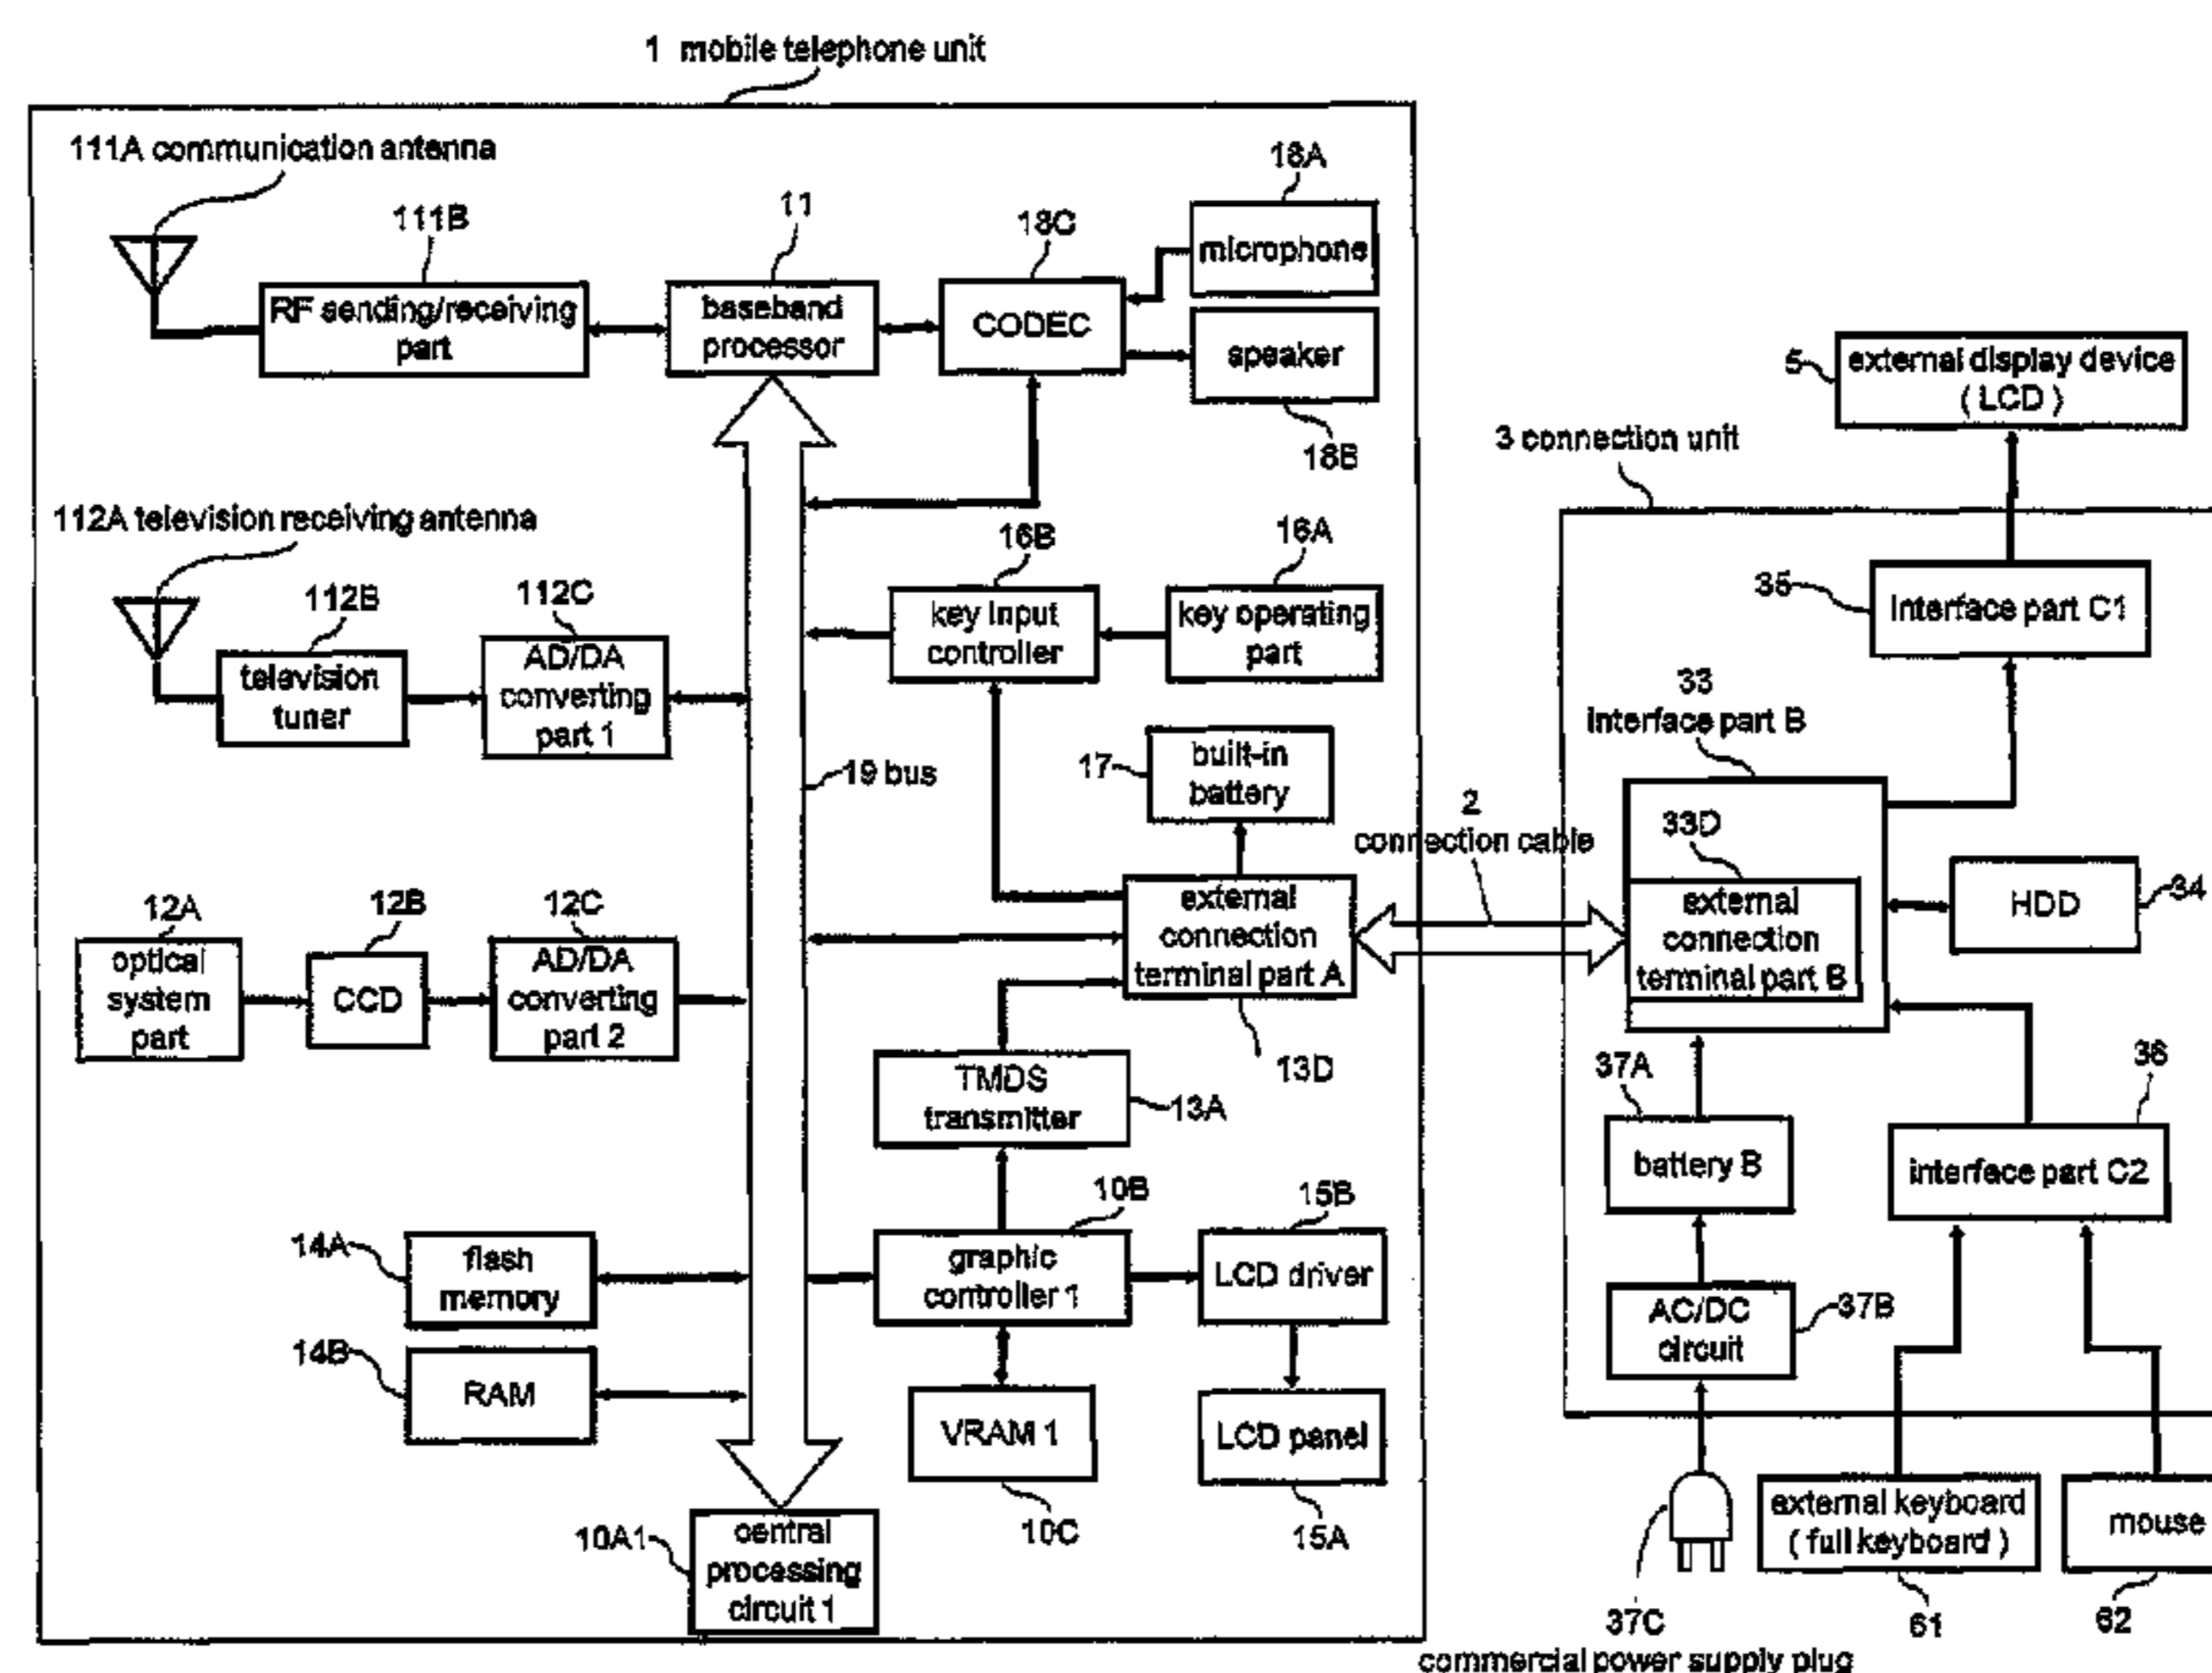 1 mobile telephone unit
111A communication antenna
111B
RF sending/receiving
part
11
baseband
processor
18C
CODEC
18A
microphone
speaker
18B
112A television receiving antenna
112B
television
tuner
112C
AD/DA
converting
part 1
19 bus
16B
key input
controller
16A
key operating
part
17
built-in
battery
12A
optical
system
part
12B
CCD
12C
AD/DA
converting
part 2
external
connection
terminal part A
13D
TMDS
transmitter
13A
14A
flash
memory
14B
RAM
10B
graphic
controller 1
15B
LCD driver
VRAM 1
10C
LCD panel
15A
10A1
central
processing
circuit 1
2
connection cable
3 connection unit
5
external display device
( LCD )
35
interface part C1
33
interface part B
33D
external
connection
terminal part B
HDD
34
37A
battery B
36
interface part C2
AC/DC
circuit
37B
37C
commercial power supply plug
external keyboard
( full keyboard )
61
mouse
62